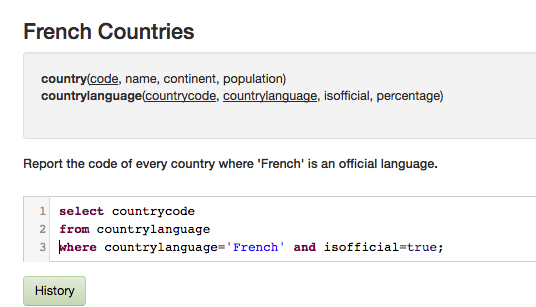 French Countries
country(code, name, continent, population)
countrylanguage(countrycode, countrylanguage, isofficial, percentage)
Report the code of every country where 'French' is an official language.
1 select countrycode
2 from countrylanguage
3 where countrylanguage='French' and isofficial=true;
History